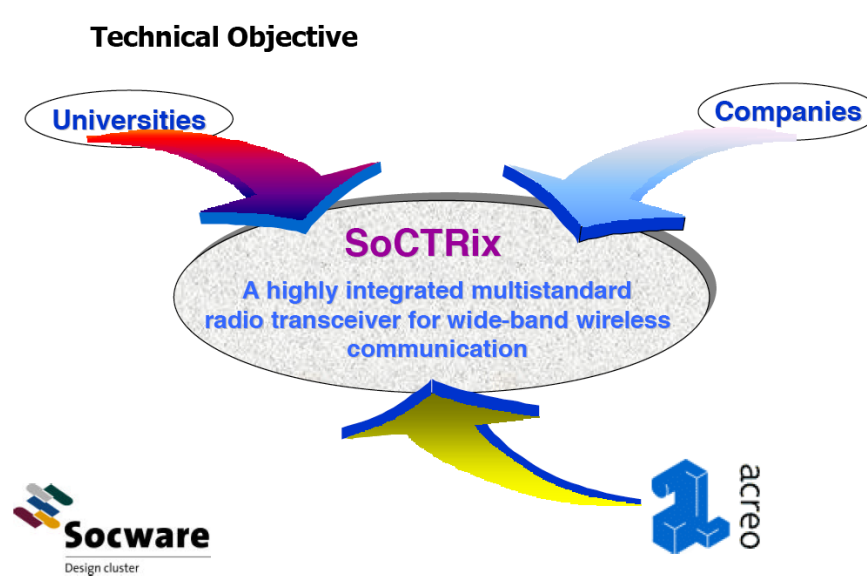 Technical Objective
Universities
Companies
SoCTRix
A highly integrated multistandard
radio transceiver for wide-band wireless
communication
acreo
Socware
Design cluster